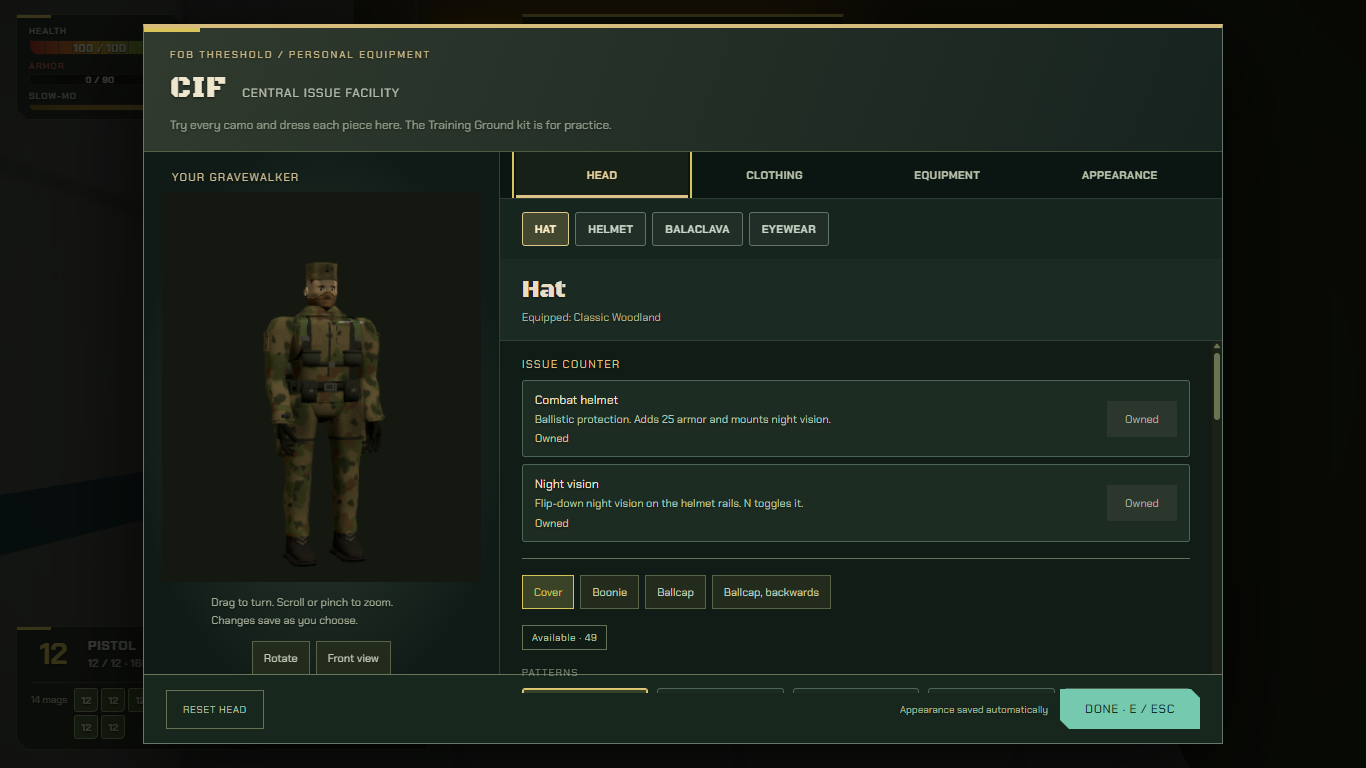 HEALTH
100 / 100
ARMOR
0 / 90
SLOW-MO
FOB THRESHOLD / PERSONAL EQUIPMENT
CIF CENTRAL ISSUE FACILITY
Try every camo and dress each piece here. The Training Ground kit is for practice.
YOUR GRAVEWALKER
HEAD CLOTHING EQUIPMENT APPEARANCE
HAT HELMET BALACLAVA EYEWEAR
Hat
Equipped: Classic Woodland
ISSUE COUNTER
Combat helmet
Ballistic protection. Adds 25 armor and mounts night vision.
Owned
Owned
Night vision
Flip-down night vision on the helmet rails. N toggles it.
Owned
Owned
Cover Boonie Ballcap Ballcap, backwards
Available · 49
PATTERNS
Drag to turn. Scroll or pinch to zoom.
Changes save as you choose.
Rotate Front view
12 PISTOL
12 / 12 ·
14 mags 12 12 12
12 12
RESET HEAD
Appearance saved automatically
DONE · E / ESC